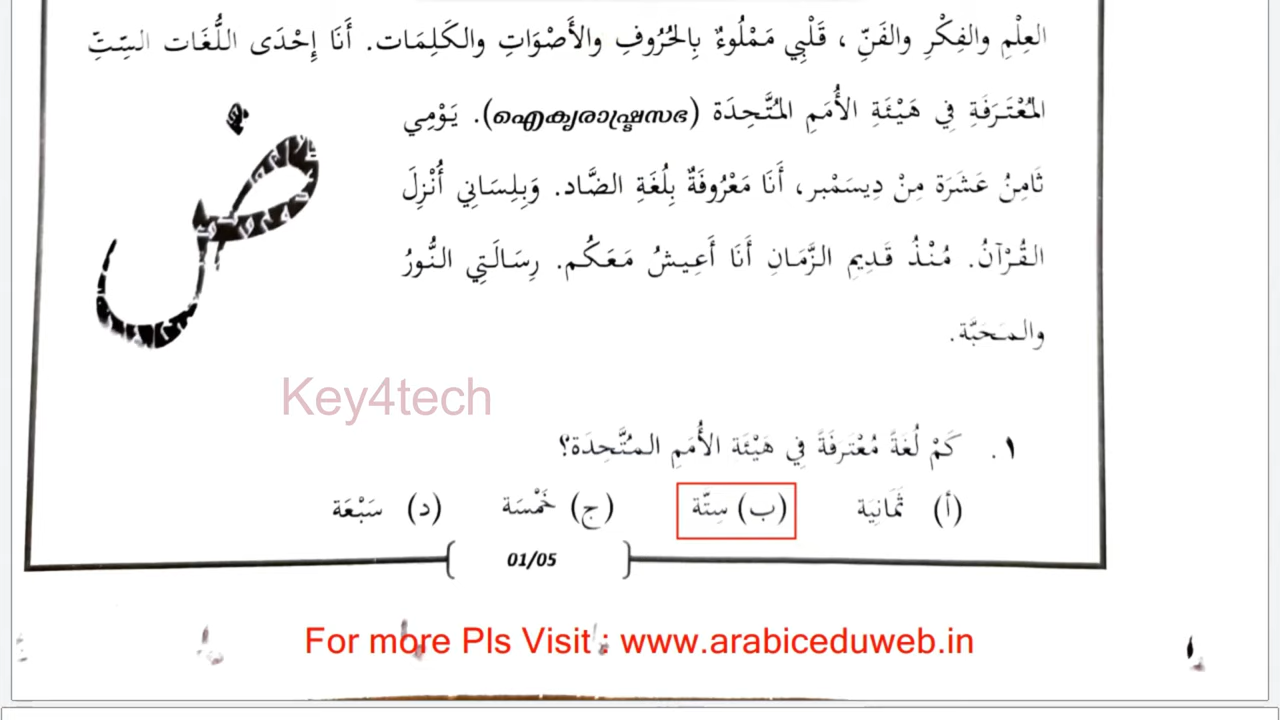 العِلْمِ والفِكْرِ والفَنِّ ، قَلْبِي مَمْلُوءٌ بِالحُرُوفِ والأَصْوَاتِ والكَلِمَات. أَنَا إِحْدَى اللُّغَات السِّتِّ
المُعْتَرَفَةِ فِي هَيْئَةِ الأُمَمِ المُتَّحِدَة (ഐക്യരാഷ്ട്രസഭ). يَوْمِي
ثَامِنُ عَشَرَة مِنْ دِيسَمْبر، أَنَا مَعْرُوفَةٌ بِلُغَةِ الضَّاد. وَبِلِسَانِي أُنْزِلَ
القُرْآنُ. مُنْذُ قَدِيمِ الزَّمَانِ أَنَا أَعِيشُ مَعَكُم. رِسَالَتِي النُّورُ
والمَحَبَّة.
ض
Key4tech
١. كَمْ لُغَةً مُعْتَرَفَةً فِي هَيْئَة الأُمَمِ المُتَّحِدَة؟
(أ) ثَمَانِيَة (ب) سِتَّة (ج) خَمْسَة (د) سَبْعَة
01/05
For more Pls Visit : www.arabiceduweb.in
١